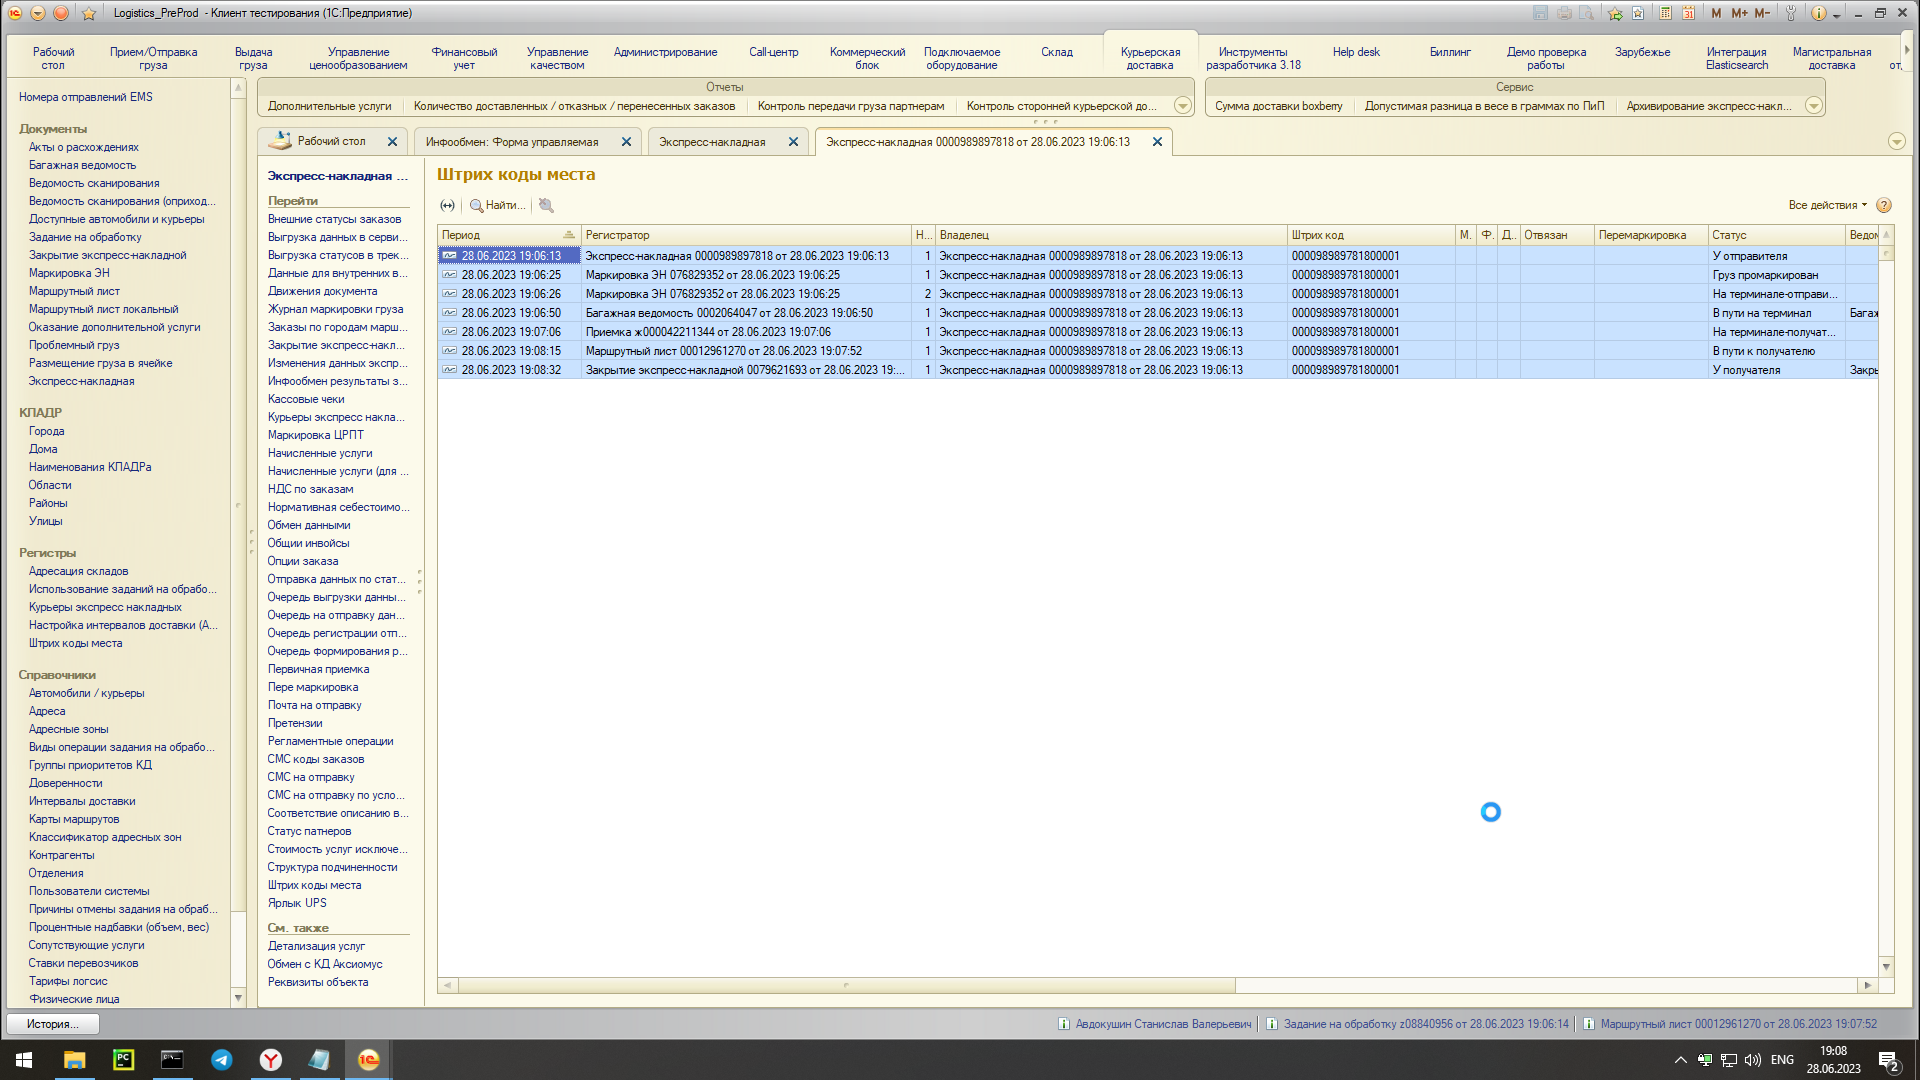 Logistics_PreProd - Клиент тестирования (1С:Предприятие)
M M+ M-
Рабочий стол
Прием/Отправка груза
Выдача груза
Управление ценообразованием
Финансовый учет
Управление качеством
Администрирование
Call-центр
Коммерческий блок
Подключаемое оборудование
Склад
Курьерская доставка
Инструменты разработчика 3.18
Help desk
Биллинг
Демо проверка работы
Зарубежье
Интеграция Elasticsearch
Магистральная доставка
Отчеты
Дополнительные услуги
Количество доставленных / отказных / перенесенных заказов
Контроль передачи груза партнерам
Контроль сторонней курьерской до...
Сервис
Сумма доставки boxberry
Допустимая разница в весе в граммах по ПиП
Архивирование экспресс-накл...
Рабочий стол
Инфообмен: Форма управляемая
Экспресс-накладная
Экспресс-накладная 0000989897818 от 28.06.2023 19:06:13
Номера отправлений EMS
Документы
Акты о расхождениях
Багажная ведомость
Ведомость сканирования
Ведомость сканирования (оприход...
Доступные автомобили и курьеры
Задание на обработку
Закрытие экспресс-накладной
Маркировка ЭН
Маршрутный лист
Маршрутный лист локальный
Оказание дополнительной услуги
Проблемный груз
Размещение груза в ячейке
Экспресс-накладная
КЛАДР
Города
Дома
Наименования КЛАДРа
Области
Районы
Улицы
Регистры
Адресация складов
Использование заданий на обрабо...
Курьеры экспресс накладных
Настройка интервалов доставки (А...
Штрих коды места
Справочники
Автомобили / курьеры
Адреса
Адресные зоны
Виды операции задания на обрабо...
Группы приоритетов КД
Доверенности
Интервалы доставки
Карты маршрутов
Классификатор адресных зон
Контрагенты
Отделения
Пользователи системы
Причины отмены задания на обраб...
Процентные надбавки (объем, вес)
Сопутствующие услуги
Ставки перевозчиков
Тарифы логсис
Физические лица
Экспресс-накладная ...
Перейти
Внешние статусы заказов
Выгрузка данных в серви...
Выгрузка статусов в трек...
Данные для внутренних в...
Движения документа
Журнал маркировки груза
Заказы по городам марш...
Закрытие экспресс-накл...
Изменения данных экспр...
Инфообмен результаты з...
Кассовые чеки
Курьеры экспресс накла...
Маркировка ЦРПТ
Начисленные услуги
Начисленные услуги (для ...
НДС по заказам
Нормативная себестоимо...
Обмен данными
Общии инвойсы
Опции заказа
Отправка данных по стат...
Очередь выгрузки данны...
Очередь на отправку дан...
Очередь регистрации отп...
Очередь формирования р...
Первичная приемка
Пере маркировка
Почта на отправку
Претензии
Регламентные операции
СМС коды заказов
СМС на отправку
СМС на отправку по усло...
Соответствие описанию в...
Статус патнеров
Стоимость услуг исключе...
Структура подчиненности
Штрих коды места
Ярлык UPS
См. также
Детализация услуг
Обмен с КД Аксиомус
Реквизиты объекта
Штрих коды места
Найти...
Все действия
Период Регистратор Н... Владелец Штрих код М. Ф. Д.. Отвязан Перемаркировка Статус Ведом
28.06.2023 19:06:13 Экспресс-накладная 0000989897818 от 28.06.2023 19:06:13 1 Экспресс-накладная 0000989897818 от 28.06.2023 19:06:13 000098989781800001 У отправителя
28.06.2023 19:06:25 Маркировка ЭН 076829352 от 28.06.2023 19:06:25 1 Экспресс-накладная 0000989897818 от 28.06.2023 19:06:13 000098989781800001 Груз промаркирован
28.06.2023 19:06:26 Маркировка ЭН 076829352 от 28.06.2023 19:06:25 2 Экспресс-накладная 0000989897818 от 28.06.2023 19:06:13 000098989781800001 На терминале-отправи...
28.06.2023 19:06:50 Багажная ведомость 0002064047 от 28.06.2023 19:06:50 1 Экспресс-накладная 0000989897818 от 28.06.2023 19:06:13 000098989781800001 В пути на терминал Багаж
28.06.2023 19:07:06 Приемка ж000042211344 от 28.06.2023 19:07:06 1 Экспресс-накладная 0000989897818 от 28.06.2023 19:06:13 000098989781800001 На терминале-получат...
28.06.2023 19:08:15 Маршрутный лист 00012961270 от 28.06.2023 19:07:52 1 Экспресс-накладная 0000989897818 от 28.06.2023 19:06:13 000098989781800001 В пути к получателю
28.06.2023 19:08:32 Закрытие экспресс-накладной 0079621693 от 28.06.2023 19:... 1 Экспресс-накладная 0000989897818 от 28.06.2023 19:06:13 000098989781800001 У получателя Закры
История...
Авдокушин Станислав Валерьевич
Задание на обработку z08840956 от 28.06.2023 19:06:14
Маршрутный лист 00012961270 от 28.06.2023 19:07:52
ENG
19:08
28.06.2023
2